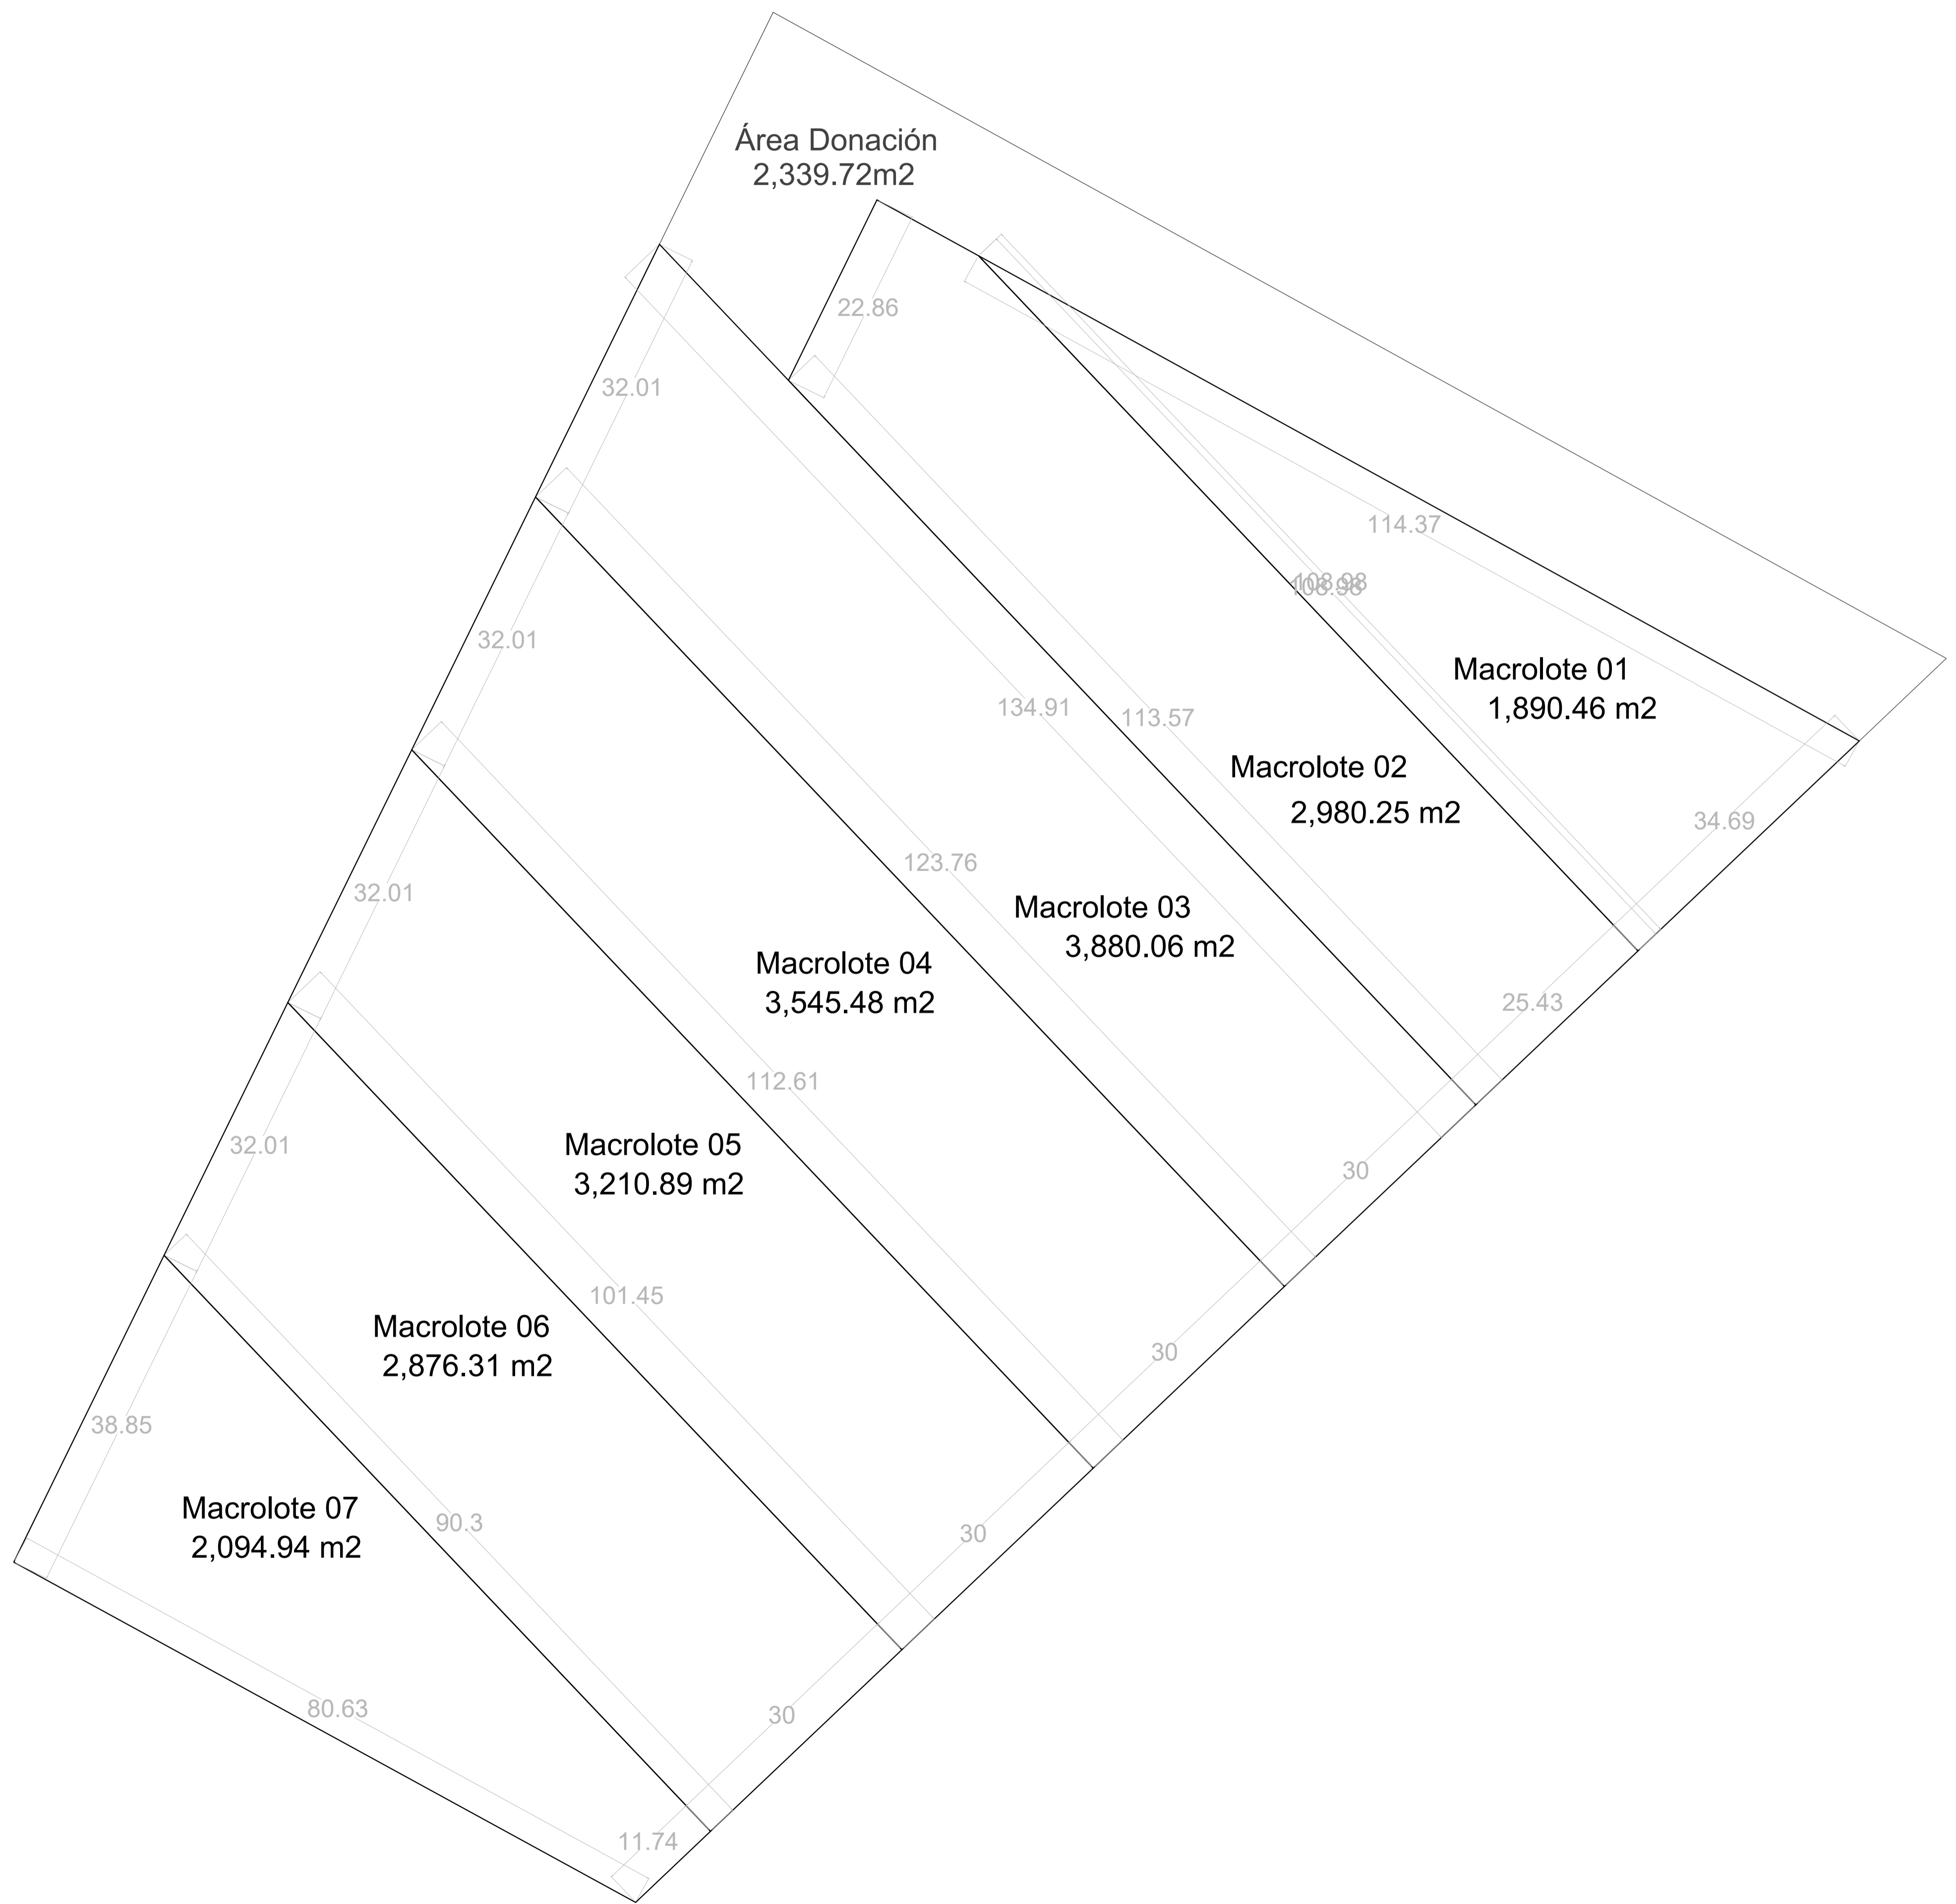 Área Donación
2,339.72m2
22.86
32.01
114.37
108.98
108.98
32.01
Macrolote 01
1,890.46 m2
134.91
113.57
Macrolote 02
2,980.25 m2
34.69
123.76
32.01
Macrolote 03
3,880.06 m2
Macrolote 04
3,545.48 m2
25.43
112.61
32.01
Macrolote 05
3,210.89 m2
30
101.45
Macrolote 06
2,876.31 m2
30
38.85
Macrolote 07
2,094.94 m2
90.3
30
80.63
30
11.74